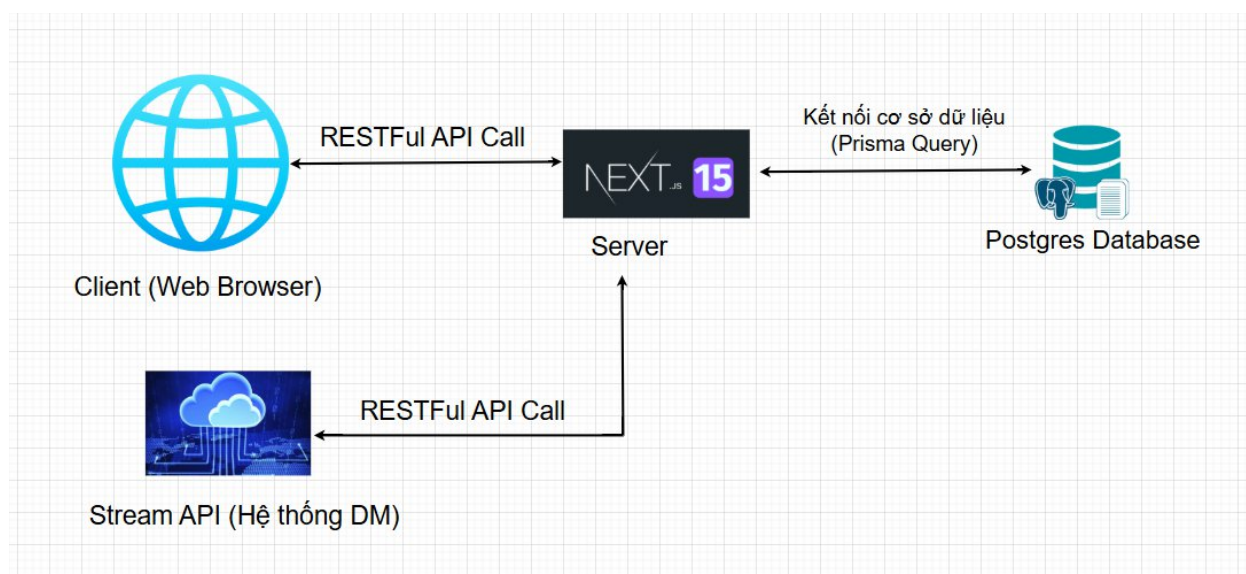 RESTFul API Call
Kết nối cơ sở dữ liệu
(Prisma Query)
NEXT.JS 15
Server
Postgres Database
Client (Web Browser)
RESTFul API Call
Stream API (Hệ thống DM)